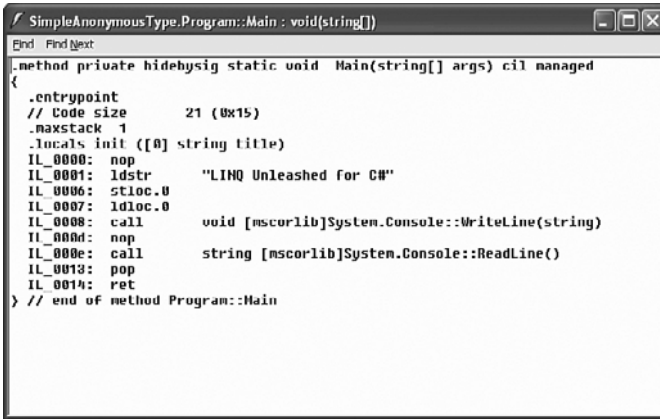 SimpleAnonymousType.Program::Main : void(string[])
Find Find Next
.method private hidebysig static void  Main(string[] args) cil managed
{
  .entrypoint
  // Code size       21 (0x15)
  .maxstack  1
  .locals init ([0] string title)
  IL_0000:  nop
  IL_0001:  ldstr      "LINQ Unleashed for C#"
  IL_0006:  stloc.0
  IL_0007:  ldloc.0
  IL_0008:  call       void [mscorlib]System.Console::WriteLine(string)
  IL_000d:  nop
  IL_000e:  call       string [mscorlib]System.Console::ReadLine()
  IL_0013:  pop
  IL_0014:  ret
} // end of method Program::Main